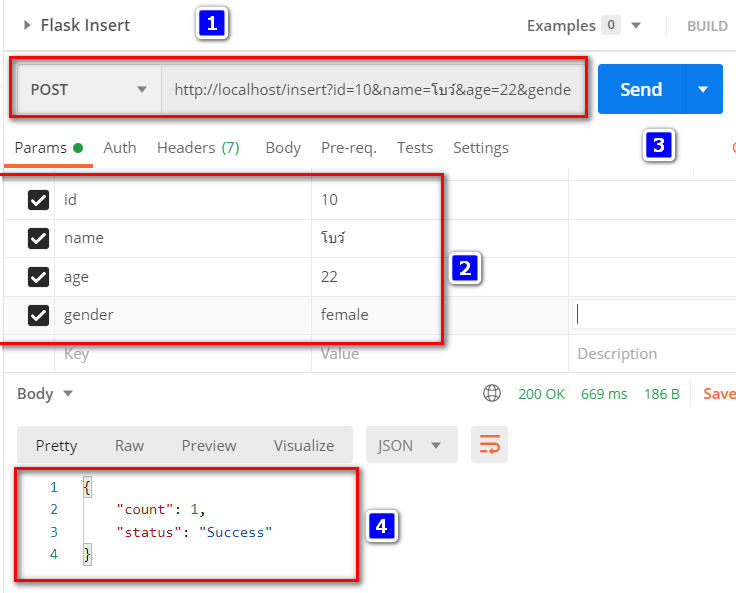 Flask Insert
1
Examples 0
BUILD
POST
http://localhost/insert?id=10&name=โบว์&age=22&gende
Send
Params
Auth
Headers (7)
Body
Pre-req.
Tests
Settings
3
id 10
name โบว์
age 22
gender female
2
Key Value Description
Body
200 OK 669 ms 186 B Save
Pretty Raw Preview Visualize JSON
1 {
2 "count": 1,
3 "status": "Success"
4 }
4